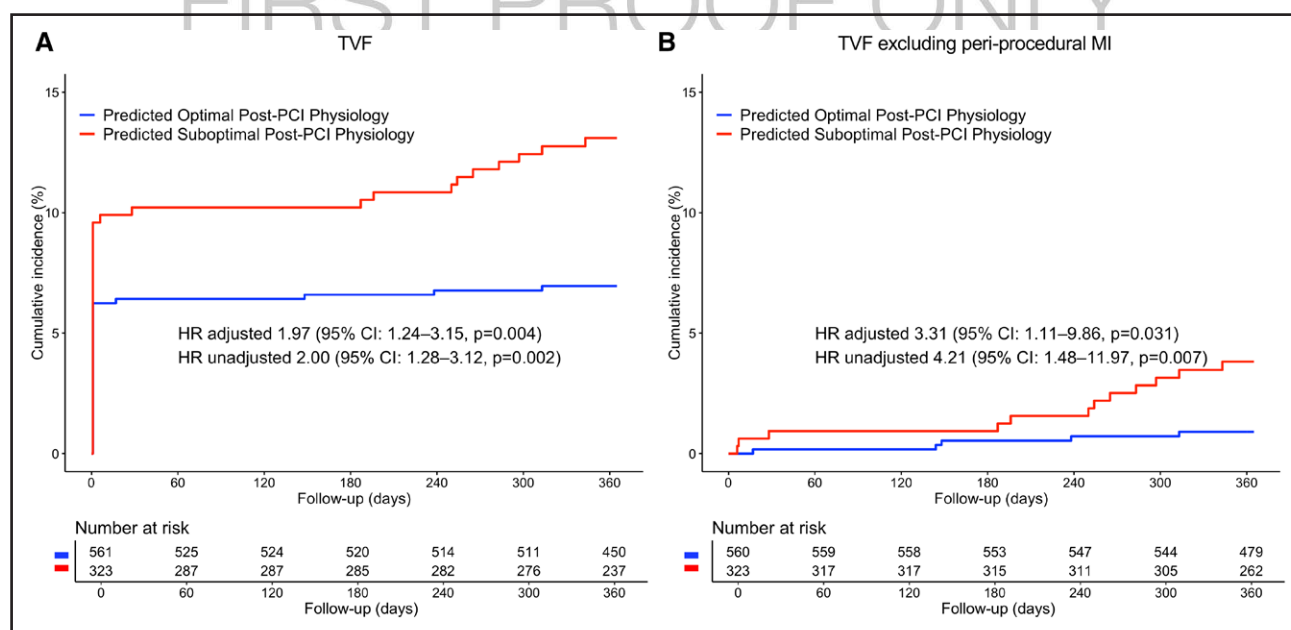 FIRST PROOF ONLY
A TVF
Cumulative incidence (%)
15
10
5
0
Predicted Optimal Post-PCI Physiology
Predicted Suboptimal Post-PCI Physiology
HR adjusted 1.97 (95% CI: 1.24–3.15, p=0.004)
HR unadjusted 2.00 (95% CI: 1.28–3.12, p=0.002)
0 60 120 180 240 300 360
Follow-up (days)
Number at risk
561 525 524 520 514 511 450
323 287 287 285 282 276 237
0 60 120 180 240 300 360
Follow-up (days)
B TVF excluding peri-procedural MI
Cumulative incidence (%)
15
10
5
0
Predicted Optimal Post-PCI Physiology
Predicted Suboptimal Post-PCI Physiology
HR adjusted 3.31 (95% CI: 1.11–9.86, p=0.031)
HR unadjusted 4.21 (95% CI: 1.48–11.97, p=0.007)
0 60 120 180 240 300 360
Follow-up (days)
Number at risk
560 559 558 553 547 544 479
323 317 317 315 311 305 262
0 60 120 180 240 300 360
Follow-up (days)